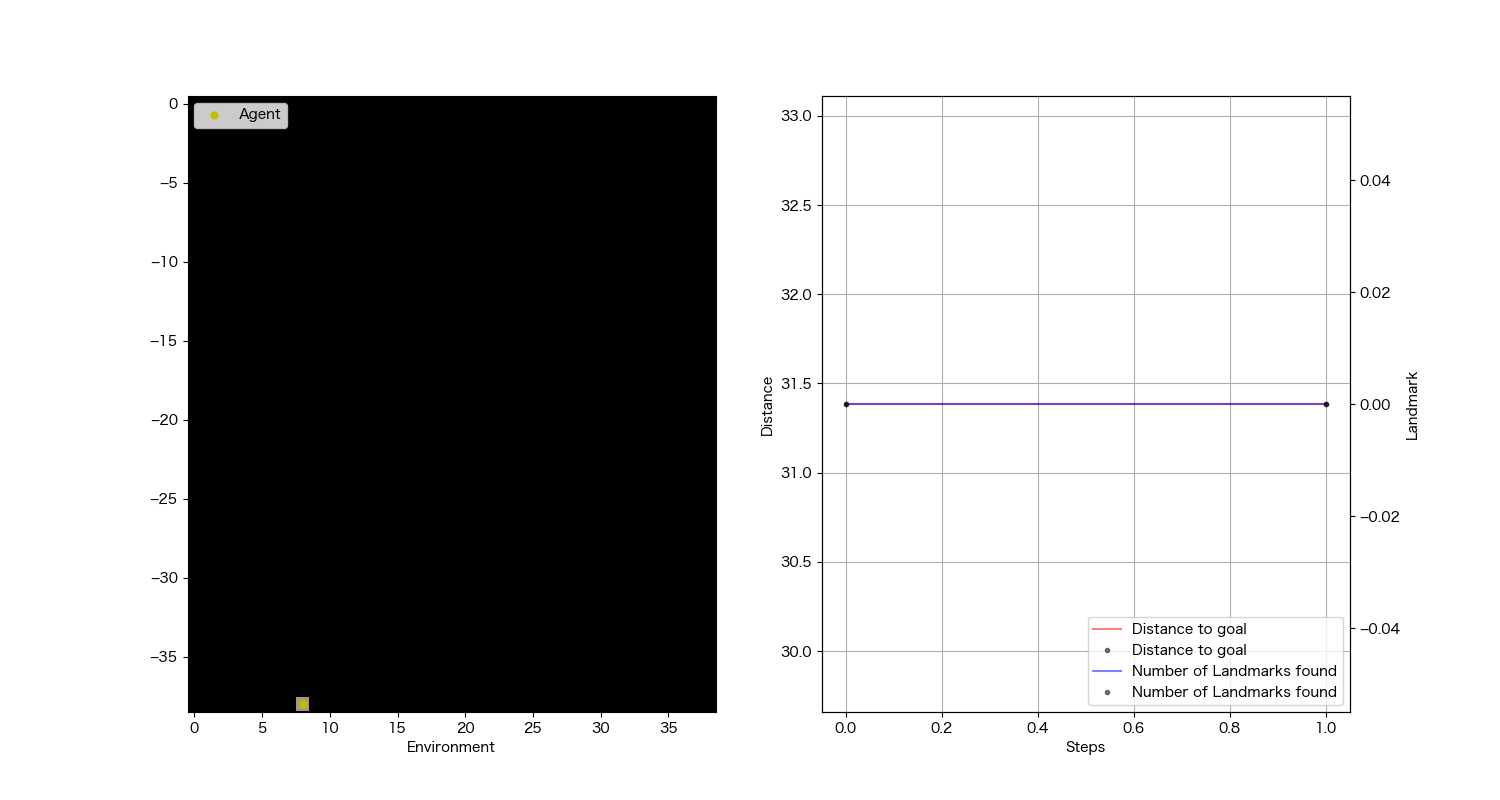 Agent
0
−5
−10
−15
−20
−25
−30
−35
0 5 10 15 20 25 30 35
Environment
33.0
32.5
32.0
31.5
31.0
30.5
30.0
Distance
0.0 0.2 0.4 0.6 0.8 1.0
Steps
0.04
0.02
0.00
−0.02
−0.04
Landmark
Distance to goal
Distance to goal
Number of Landmarks found
Number of Landmarks found